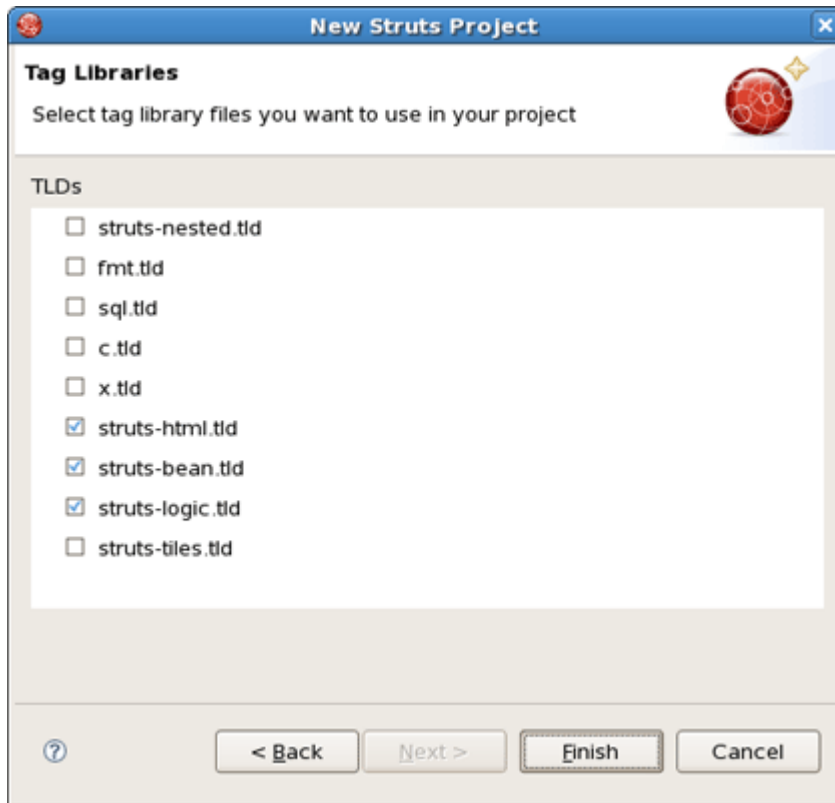 New Struts Project
Tag Libraries
Select tag library files you want to use in your project
TLDs
struts-nested.tld
fmt.tld
sql.tld
c.tld
x.tld
struts-html.tld
struts-bean.tld
struts-logic.tld
struts-tiles.tld
? < Back Next > Finish Cancel